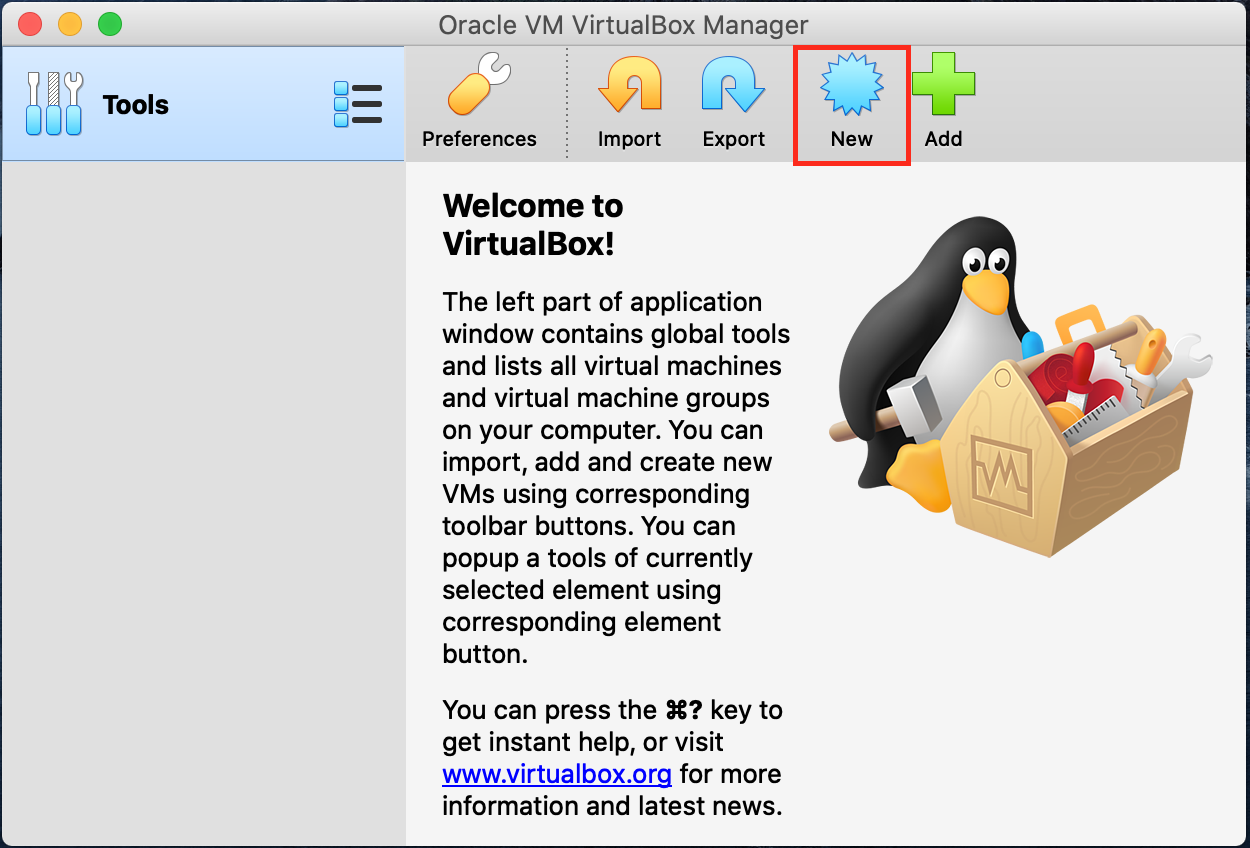 Oracle VM VirtualBox Manager
Tools
Preferences
Import
Export
New
Add
Welcome to
VirtualBox!
The left part of application
window contains global tools
and lists all virtual machines
and virtual machine groups
on your computer. You can
import, add and create new
VMs using corresponding
toolbar buttons. You can
popup a tools of currently
selected element using
corresponding element
button.
You can press the ⌘? key to
get instant help, or visit
www.virtualbox.org for more
information and latest news.